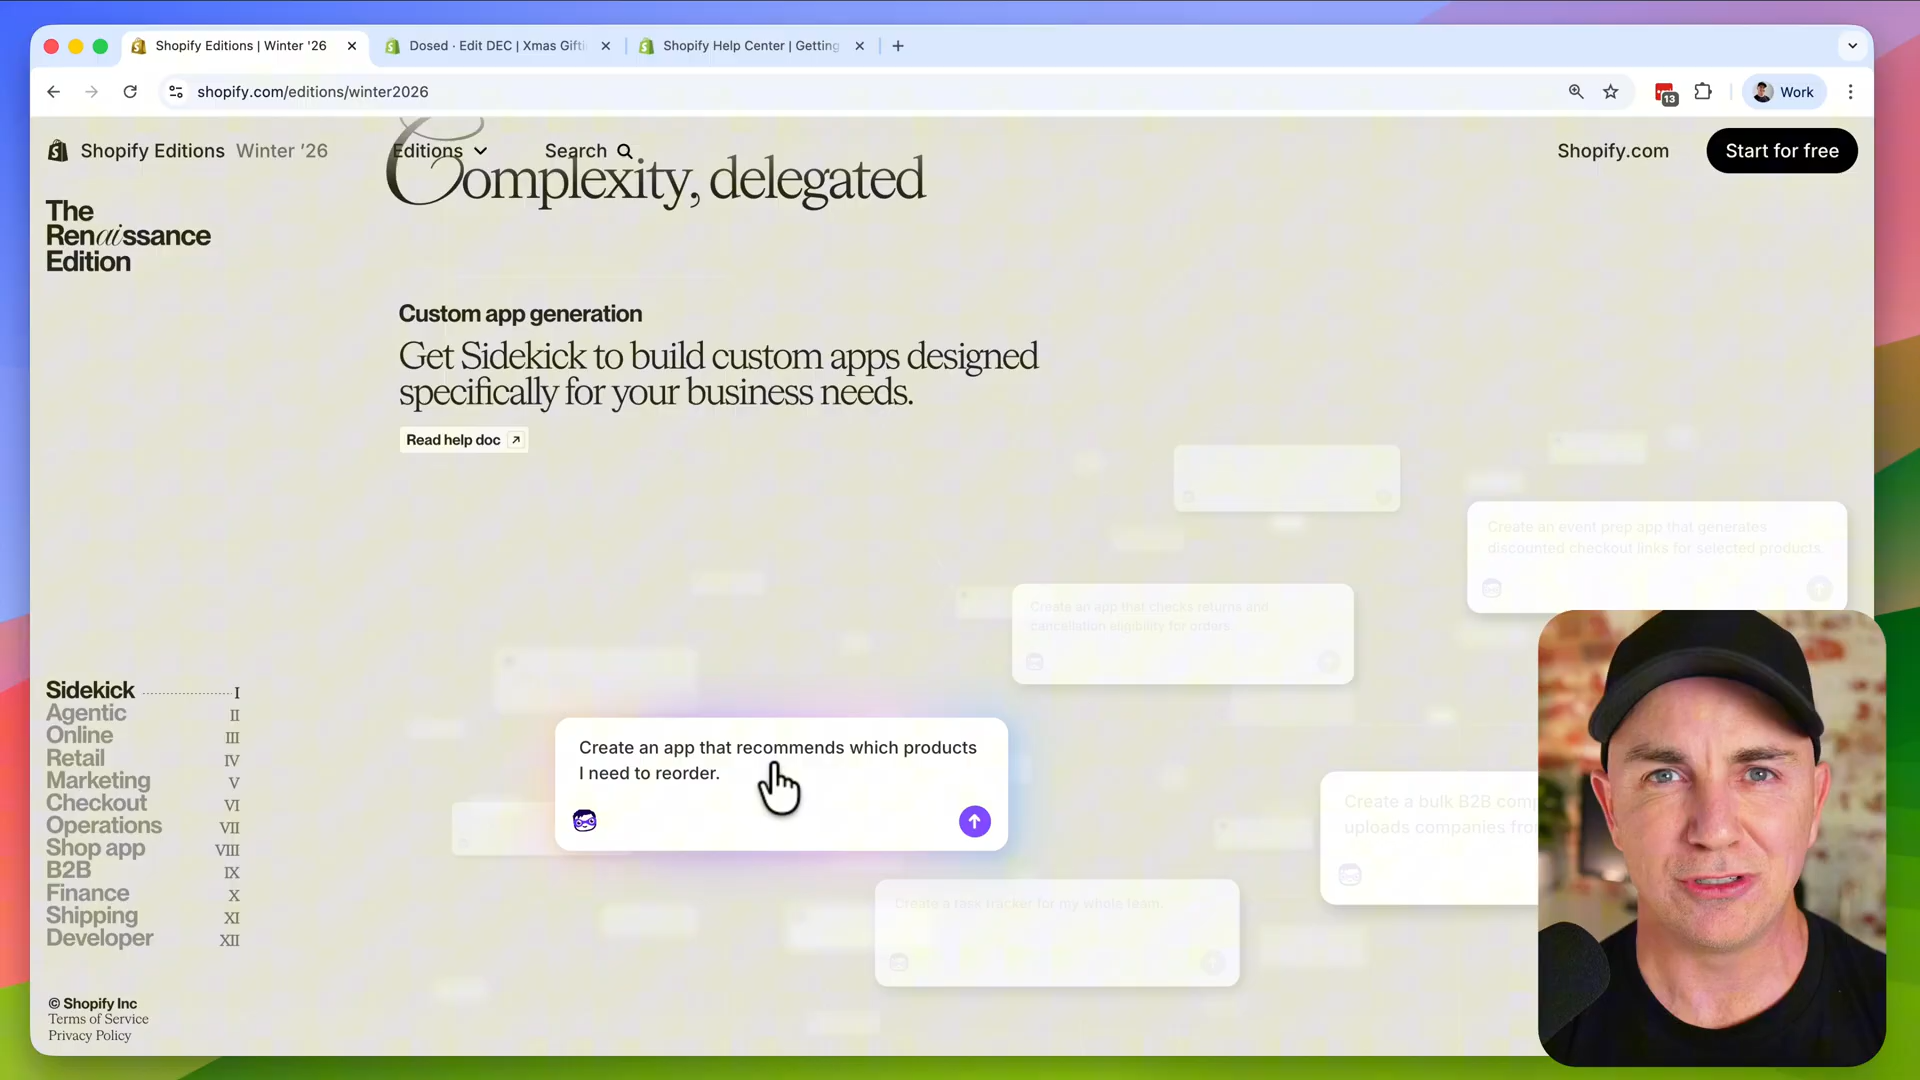 Shopify Editions | Winter '26
Dosed · Edit DEC | Xmas Gifti
Shopify Help Center | Getting
shopify.com/editions/winter2026
13
Work
Shopify Editions Winter '26
Editions
Search
Shopify.com
Start for free
Complexity, delegated
The
Renaissance
Edition
Custom app generation
Get Sidekick to build custom apps designed
specifically for your business needs.
Read help doc
Create an event prep app that generates
discounted checkout links for selected products.
Create an app that checks returns and
cancellation eligibility for orders.
Create an app that recommends which products
I need to reorder.
Create a bulk B2B com
uploads companies fro
Create a task tracker for my whole team.
Sidekick I
Agentic II
Online III
Retail IV
Marketing V
Checkout VI
Operations VII
Shop app VIII
B2B IX
Finance X
Shipping XI
Developer XII
© Shopify Inc
Terms of Service
Privacy Policy